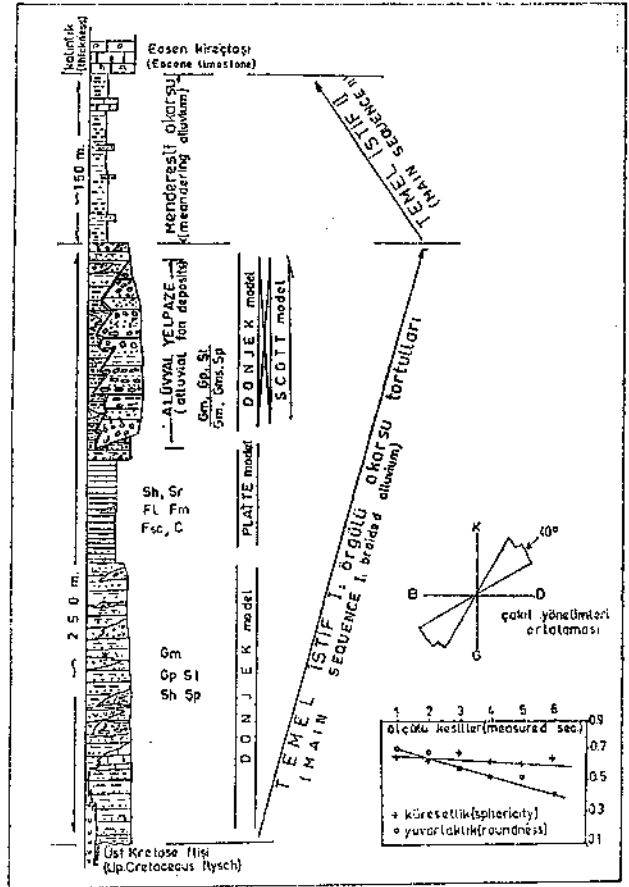 kalınlık
(thickness)
Eosen kireçtaşı
(Eocene limestone)
~150 m.
Menderesli akarsu
(meandering alluvium)
TEMEL İSTİF II
(MAIN SEQUENCE II
ALÜVYAL YELPAZE
(alluvial fan deposits)
Gm, Gp, Sl
Gm, Gms, Sp
DONJEK model
SCOTT model
~250 m.
Sh, Sr
Fl Fm
Fsc, C
PLATTE model
Gm
Gp Sl
Sh Sp
DONJEK model
TEMEL İSTİF I: örgülü akarsu tortulları
(MAIN SEQUENCE I: braided alluvium)
K
40°
B
D
G
çakıl yönelimleri
ortalaması
1 2 3 4 5 6
ölçülü kesitler(measured sec.)
0.9
0.7
0.5
0.3
0.1
+ küresellik(sphericity)
o yuvarlaklık(roundness)
Üst Kretase flişi
(Up.Cretaceous flysch)